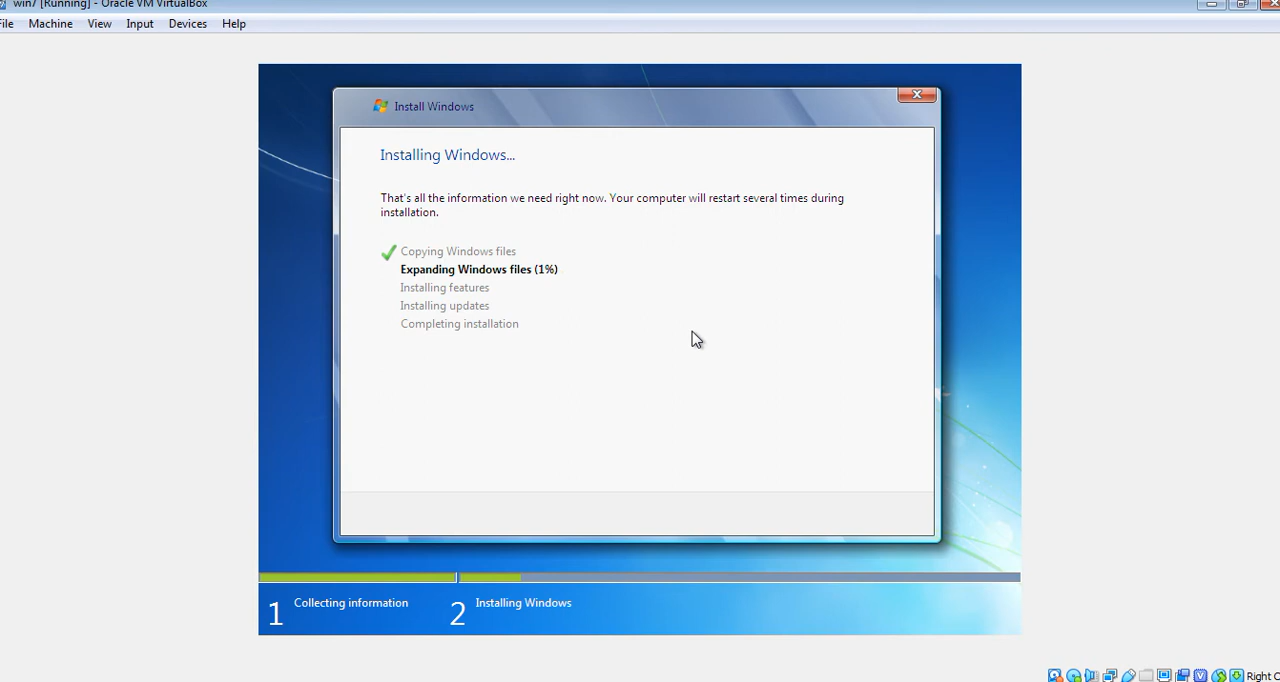 win7 [Running] - Oracle VM VirtualBox
File Machine View Input Devices Help
Install Windows
Installing Windows...
That's all the information we need right now. Your computer will restart several times during
installation.
Copying Windows files
Expanding Windows files (1%)
Installing features
Installing updates
Completing installation
1 Collecting information 2 Installing Windows
Right C